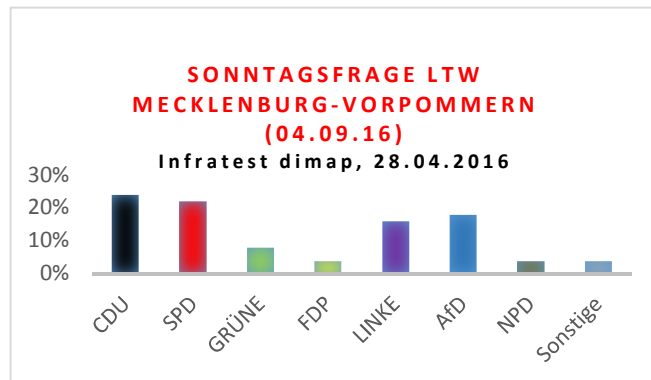 SONNTAGSFRAGE LTW
MECKLENBURG-VORPOMMERN
(04.09.16)
Infratest dimap, 28.04.2016
30%
20%
10%
0%
CDU
SPD
GRÜNE
FDP
LINKE
AfD
NPD
Sonstige